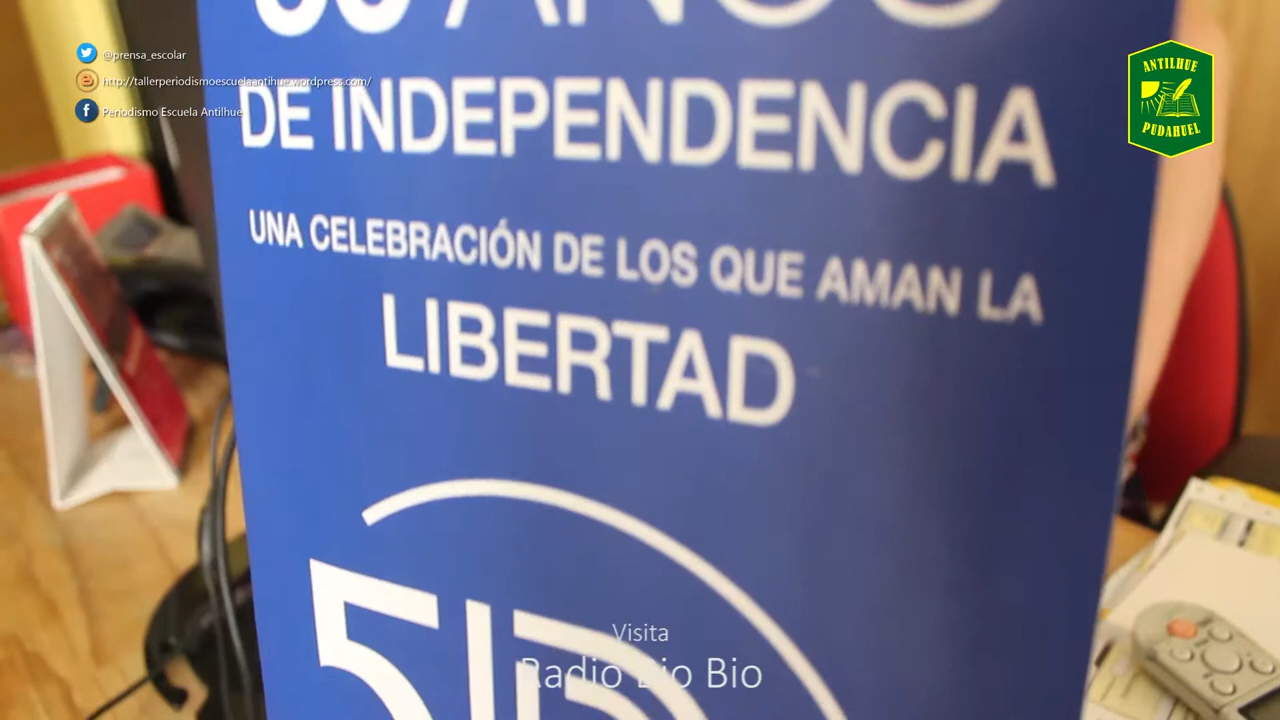 AÑOS
@prensa_escolar
http://tallerperiodismoescuelaantihue.wordpress.com/
Periodismo Escuela Antilhue
ANTILHUE
PUDAHUEL
DE INDEPENDENCIA
UNA CELEBRACIÓN DE LOS QUE AMAN LA
LIBERTAD
Visita
Radio Bio Bio